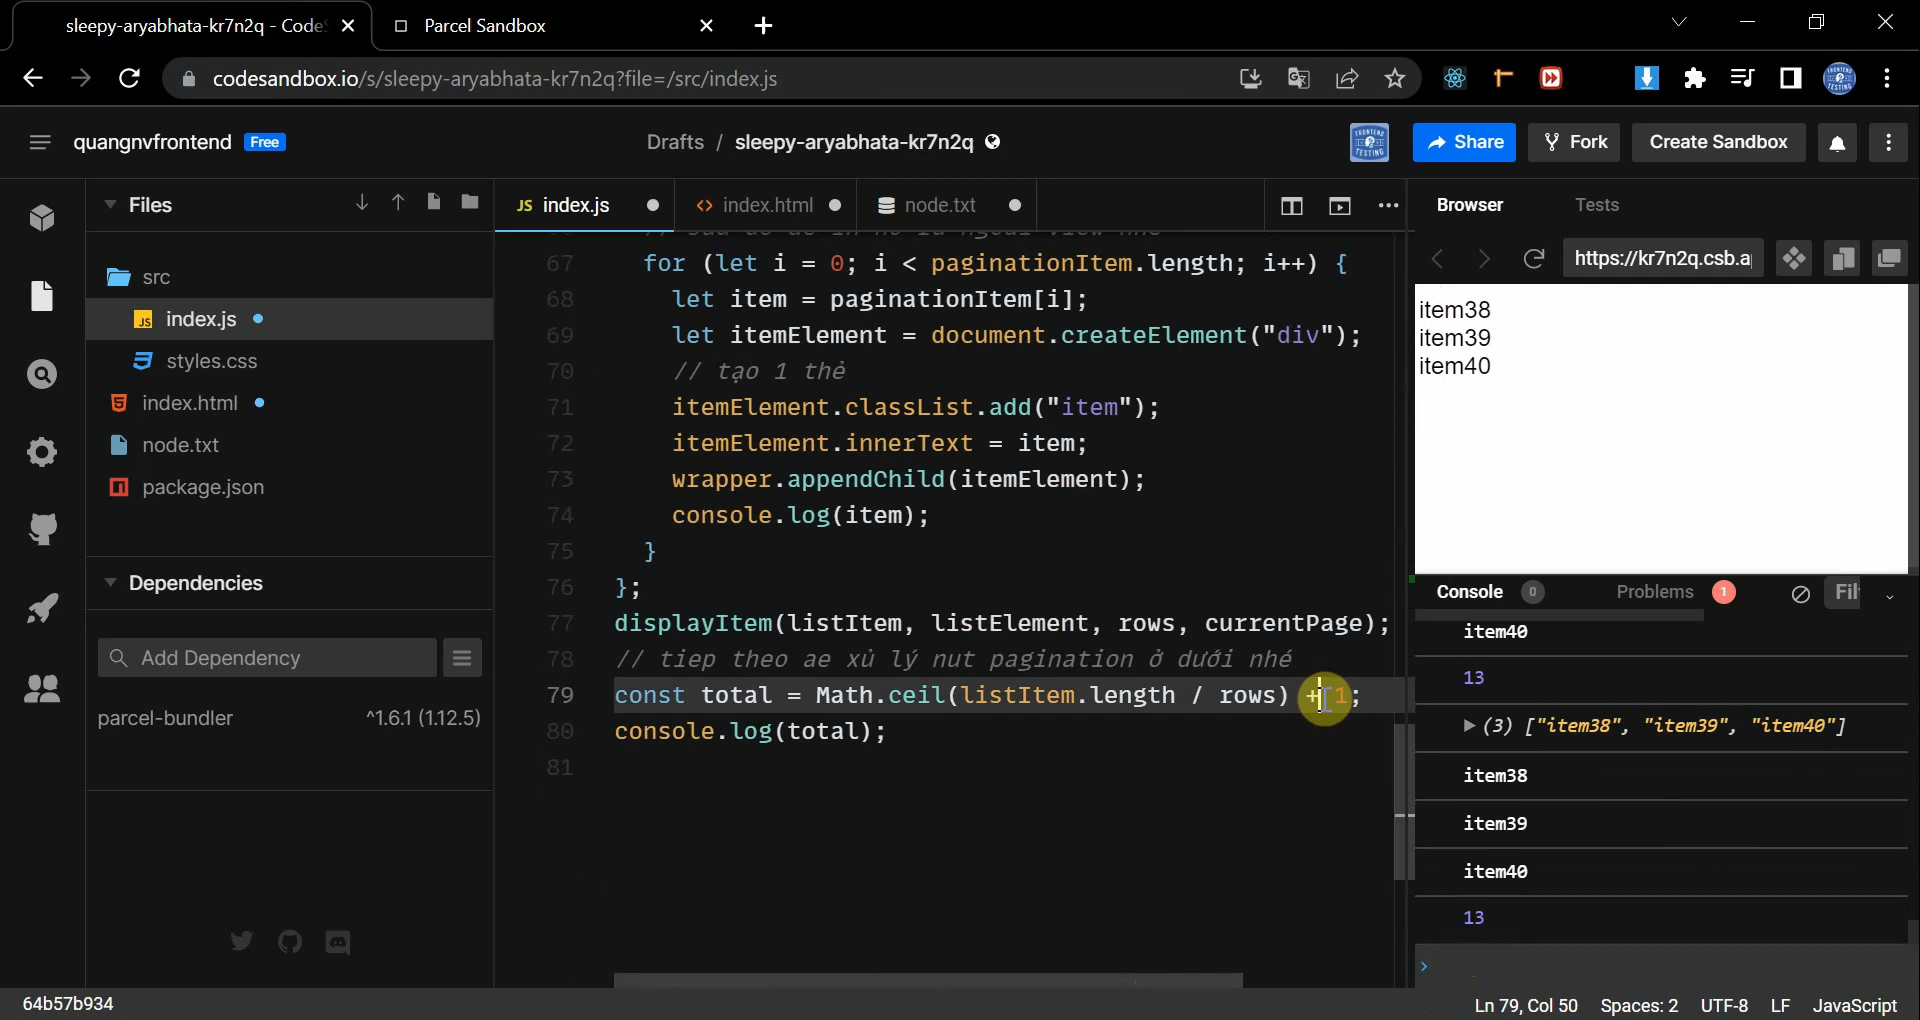 sleepy-aryabhata-kr7n2q - Code
Parcel Sandbox
codesandbox.io/s/sleepy-aryabhata-kr7n2q?file=/src/index.js
quangnvfrontend Free
Drafts / sleepy-aryabhata-kr7n2q
FRONTEND
TESTING
Share
Fork
Create Sandbox
Files
src
JS index.js
styles.css
index.html
node.txt
package.json
Dependencies
Add Dependency
parcel-bundler ^1.6.1 (1.12.5)
JS index.js
<> index.html
node.txt
67 for (let i = 0; i < paginationItem.length; i++) {
68 let item = paginationItem[i];
69 let itemElement = document.createElement("div");
70 // tạo 1 thẻ
71 itemElement.classList.add("item");
72 itemElement.innerText = item;
73 wrapper.appendChild(itemElement);
74 console.log(item);
75 }
76 };
77 displayItem(listItem, listElement, rows, currentPage);
78 // tiep theo ae xủ lý nut pagination ở dưới nhé
79 const total = Math.ceil(listItem.length / rows) + 1;
80 console.log(total);
81
Browser Tests
https://kr7n2q.csb.a
item38
item39
item40
Console 0 Problems 1 Fil
item40
13
(3) ["item38", "item39", "item40"]
item38
item39
item40
13
64b57b934
Ln 79, Col 50 Spaces: 2 UTF-8 LF JavaScript